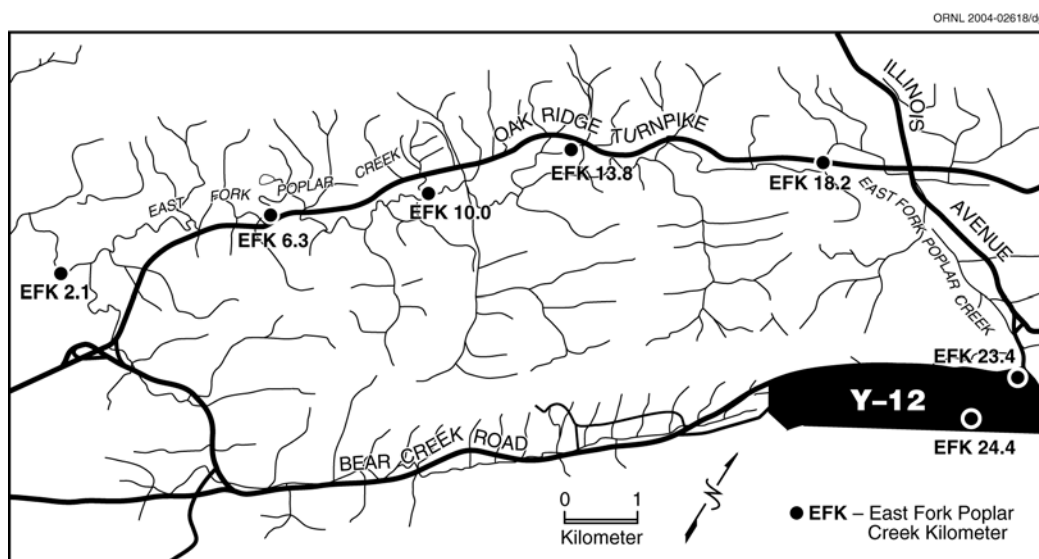 ORNL 2004-02618/d
ILLINOIS
AVENUE
OAK RIDGE TURNPIKE
EAST FORK POPLAR CREEK
EFK 13.8
EFK 18.2
EFK 10.0
EFK 6.3
EFK 2.1
EAST FORK POPLAR CREEK
EFK 23.4
Y–12
EFK 24.4
BEAR CREEK ROAD
0 1
Kilometer
N
EFK – East Fork Poplar
Creek Kilometer